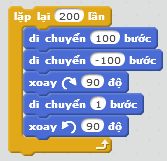 lặp lại 200 lần
di chuyển 100 bước
di chuyển -100 bước
xoay 90 độ
di chuyển 1 bước
xoay 90 độ